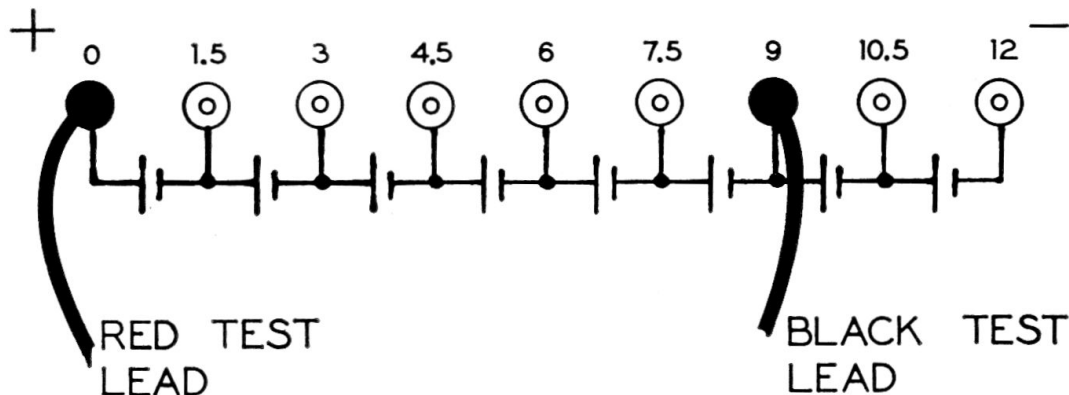 + −
0 1.5 3 4.5 6 7.5 9 10.5 12
RED TEST
LEAD
BLACK TEST
LEAD